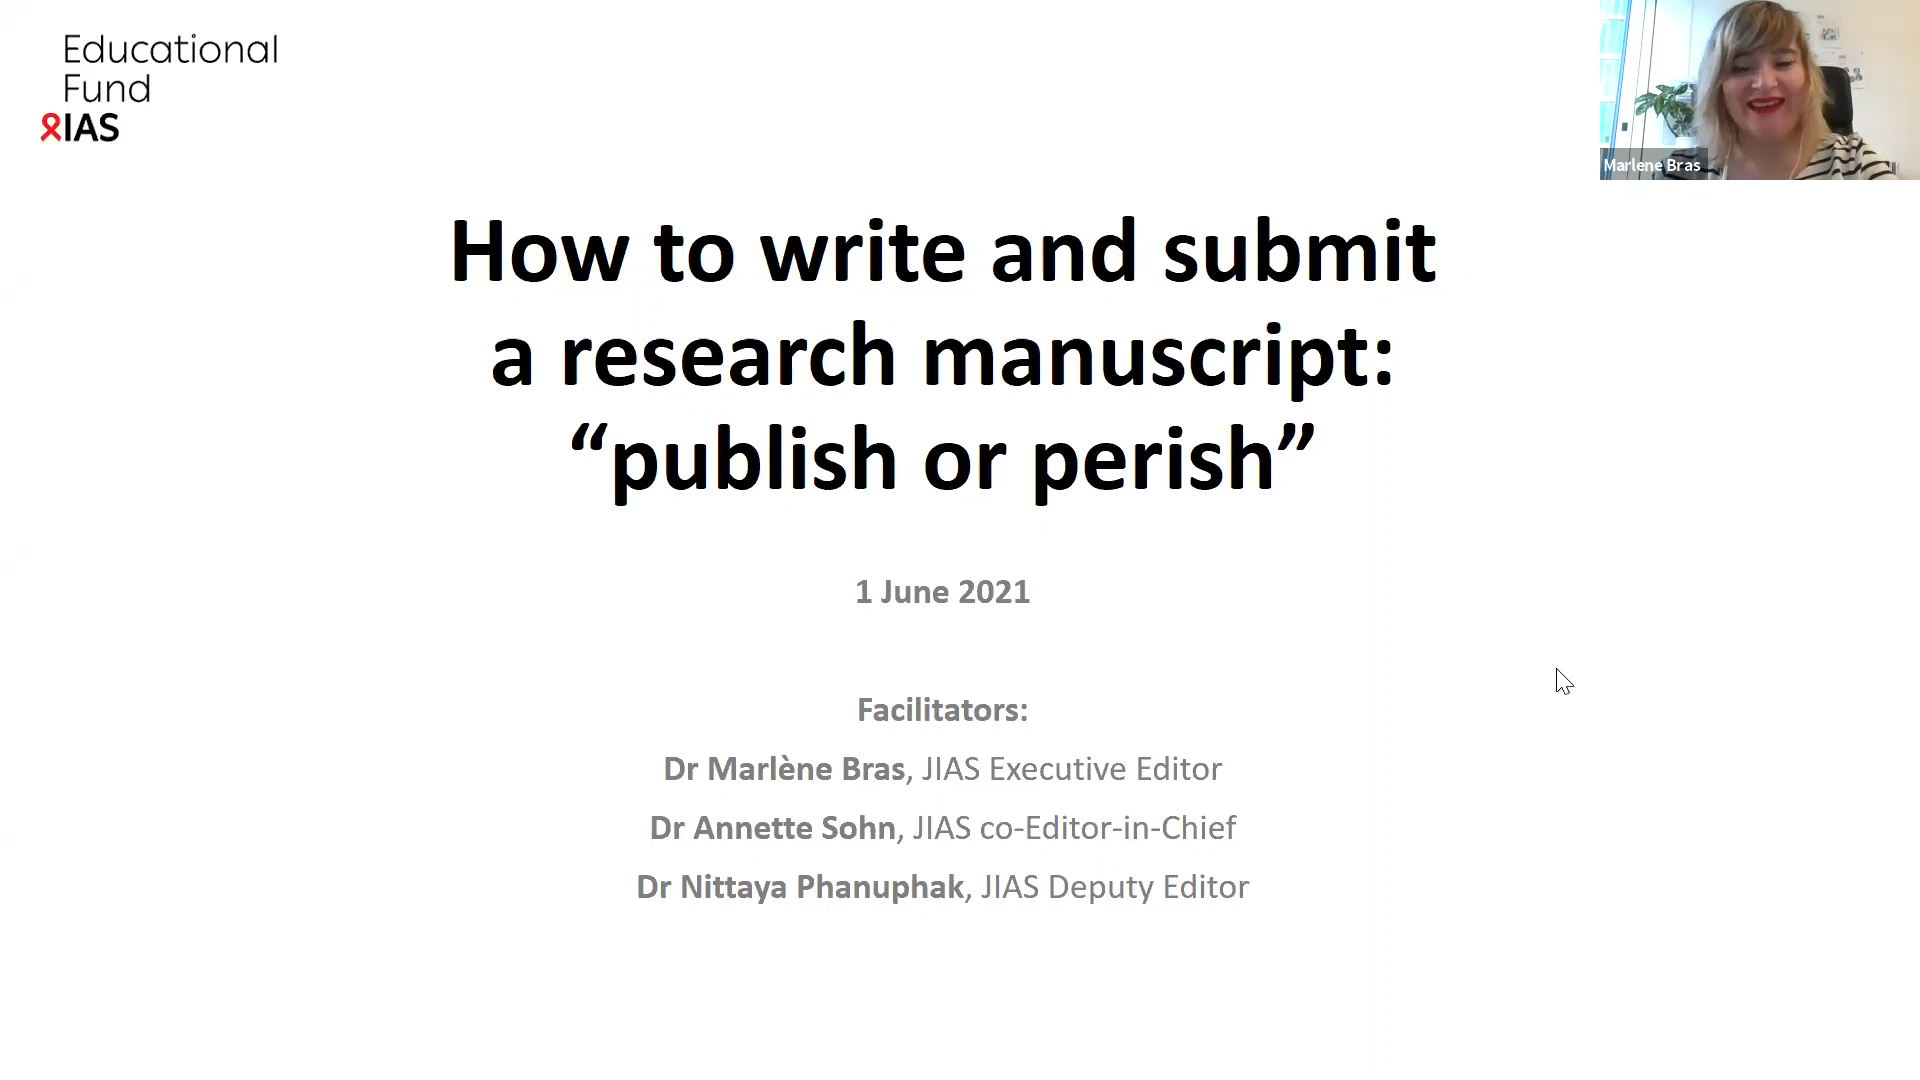 Educational
Fund
IAS
Marlene Bras
How to write and submit
a research manuscript:
“publish or perish”
1 June 2021
Facilitators:
Dr Marlène Bras, JIAS Executive Editor
Dr Annette Sohn, JIAS co-Editor-in-Chief
Dr Nittaya Phanuphak, JIAS Deputy Editor